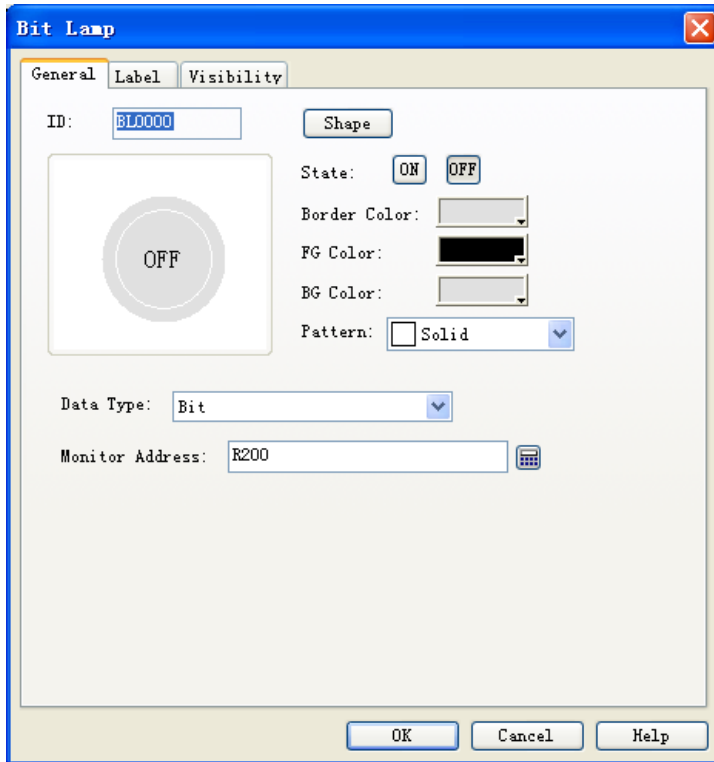 Bit Lamp
General Label Visibility
ID: BL0000 Shape
State: ON OFF
Border Color:
OFF
FG Color:
BG Color:
Pattern: Solid
Data Type: Bit
Monitor Address: R200
OK Cancel Help